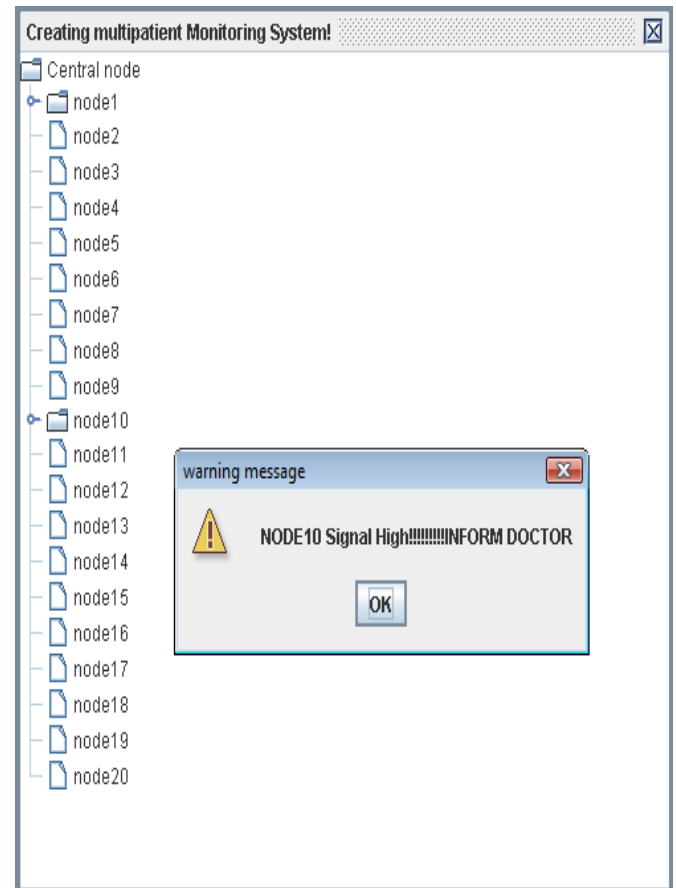 Creating multipatient Monitoring System!
Central node
node1
node2
node3
node4
node5
node6
node7
node8
node9
node10
node11
node12
node13
node14
node15
node16
node17
node18
node19
node20
warning message
NODE10 Signal High!!!!!!!!!!INFORM DOCTOR
OK